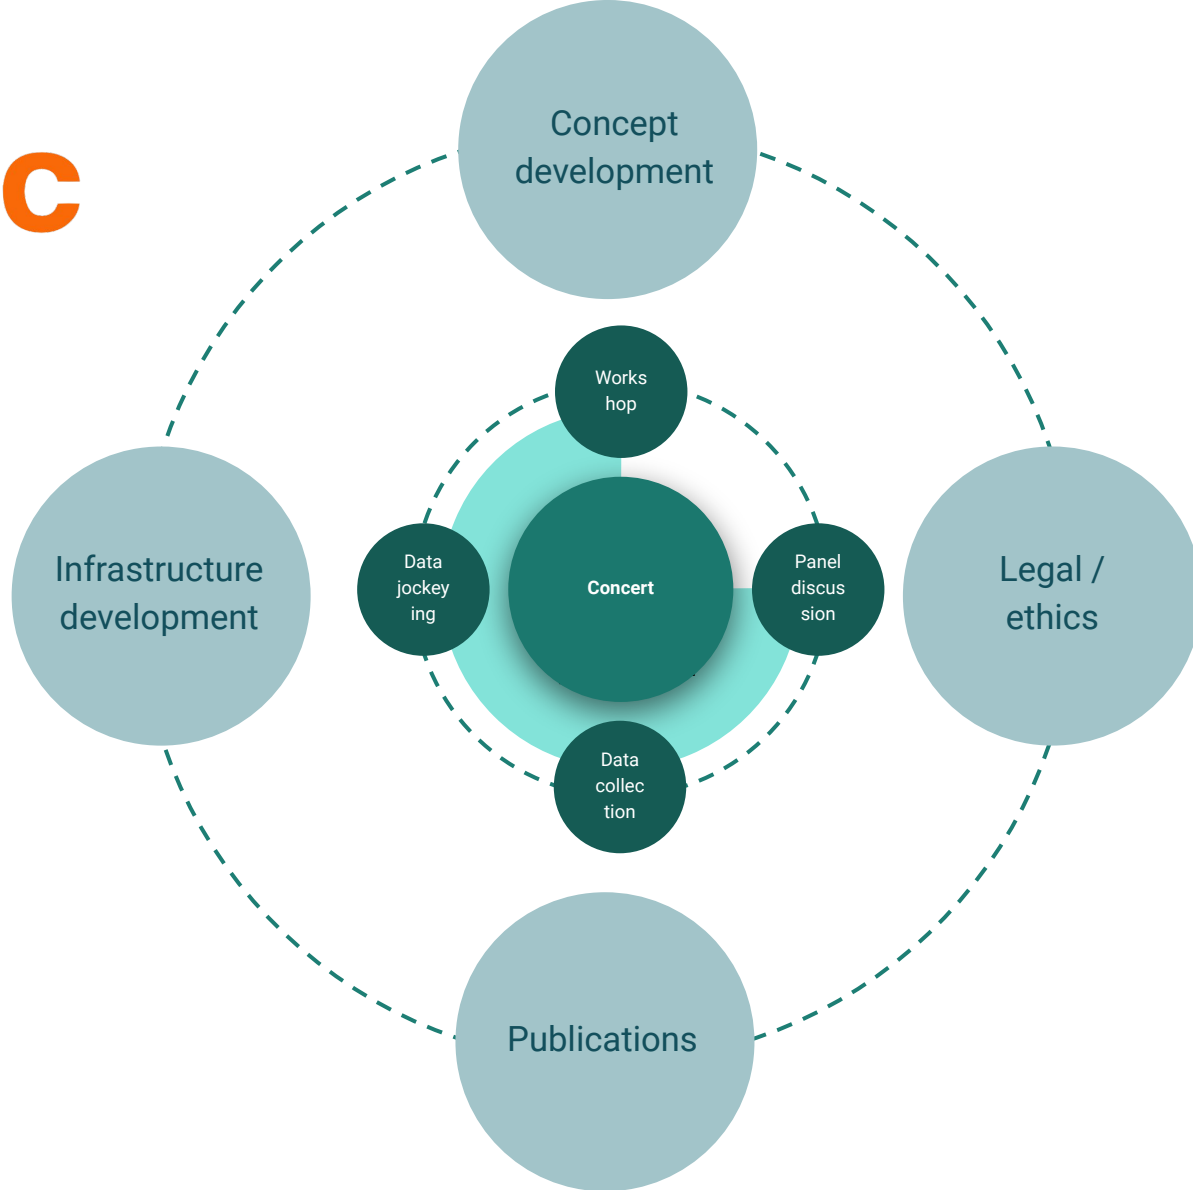 Concept
development
c
Works
hop
Infrastructure
development
Data
jockey
ing
Concert
Panel
discus
sion
Legal /
ethics
Data
collec
tion
Publications